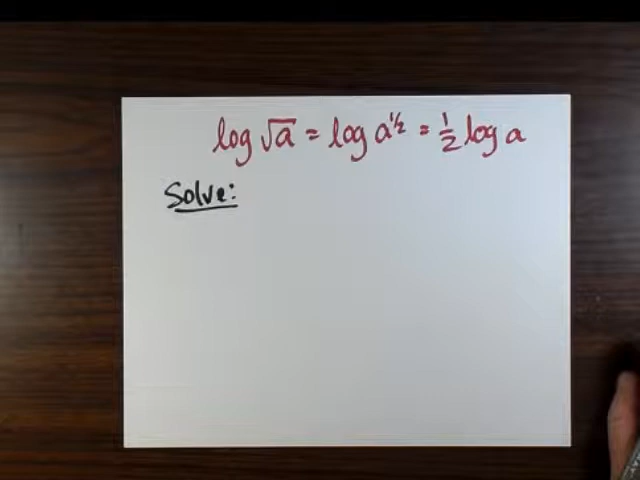 log √a = log a^½ = ½ log a
Solve: